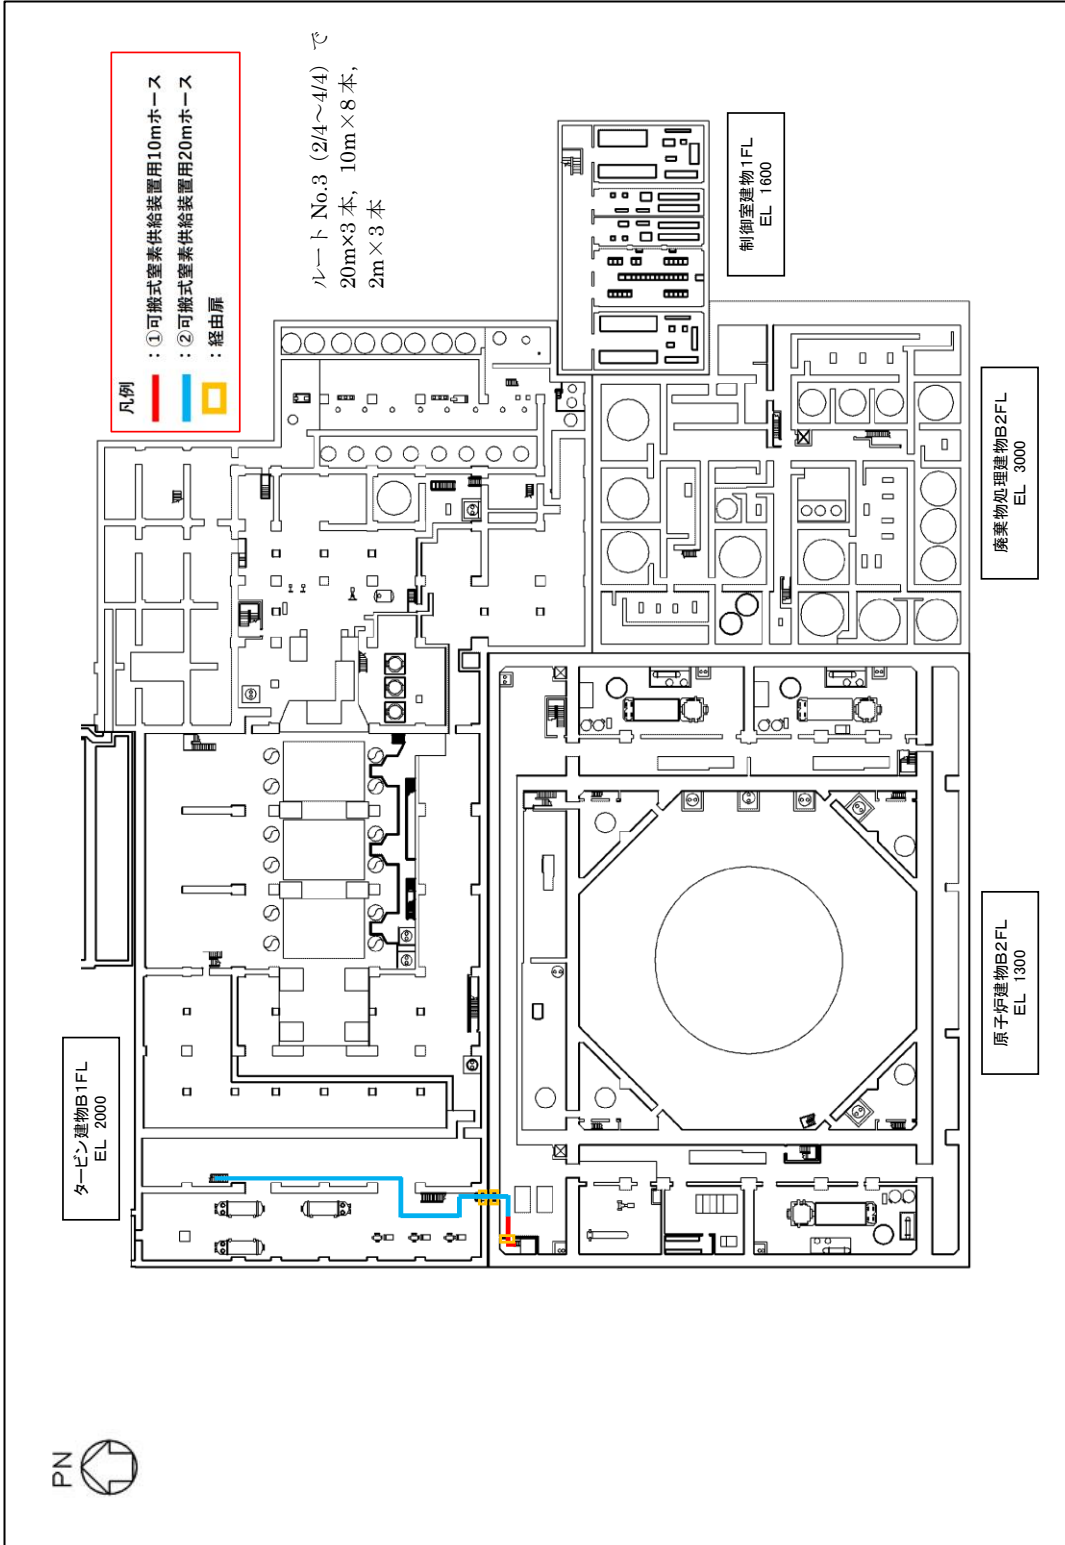 凡例
：①可搬式窒素供給装置用10mホース
：②可搬式窒素供給装置用20mホース
：経由扉
ルート No.3（2/4～4/4）で
20m×3 本，10m×8 本，
2m×3 本
制御室建物1FL
EL 1600
廃棄物処理建物B2FL
EL 3000
原子炉建物B2FL
EL 1300
タービン建物B1FL
EL 2000
PN